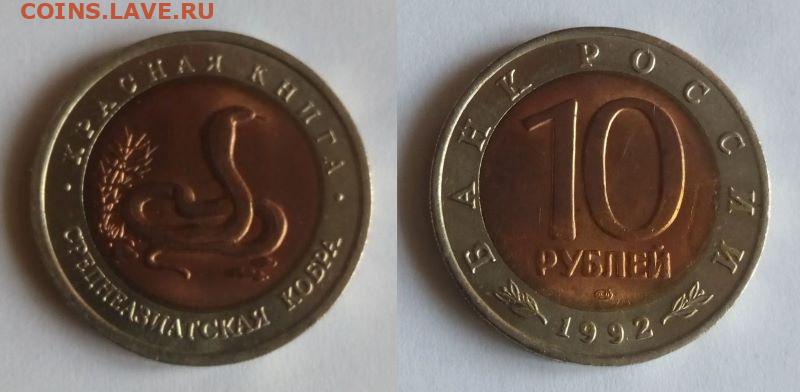 COINS.LAVE.RU
· КРАСНАЯ КНИГА ·
СРЕДНЕАЗИАТСКАЯ КОБРА
БАНК РОССИИ
10
РУБЛЕЙ
1992